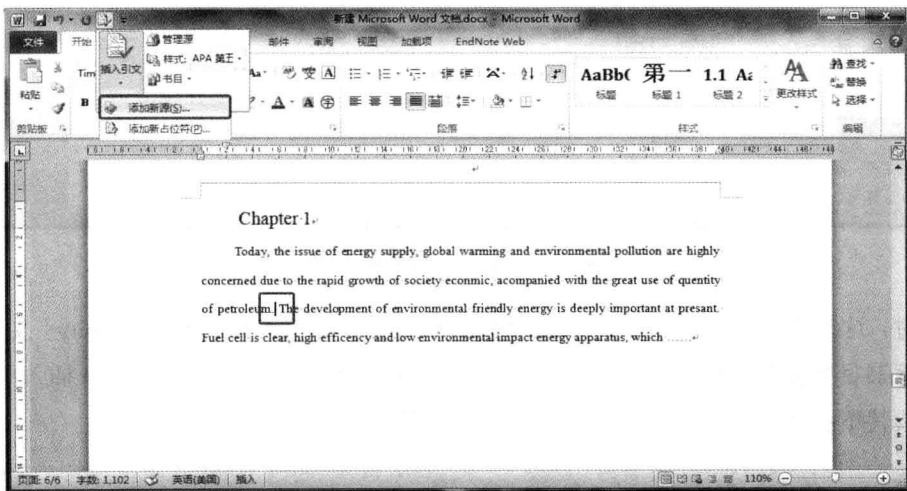 新建 Microsoft Word 文档.docx - Microsoft Word
文件 开始 邮件 审阅 视图 加载项 EndNote Web
插入引文
管理源
样式: APA 第五
书目
添加新源(S)...
添加新占位符(P)...
粘贴
剪贴板
Tim
B
AaBb( 第一 1.1 Aa
标题 标题 1 标题 2
更改样式
查找
替换
选择
段落 样式 编辑
Chapter 1
Today, the issue of energy supply, global warming and environmental pollution are highly
concerned due to the rapid growth of society econmic, acompanied with the great use of quentity
of petroleum. The development of environmental friendly energy is deeply important at presant.
Fuel cell is clear, high efficency and low environmental impact energy apparatus, which ……
页面: 6/6 字数: 1,102 英语(美国) 插入 110%